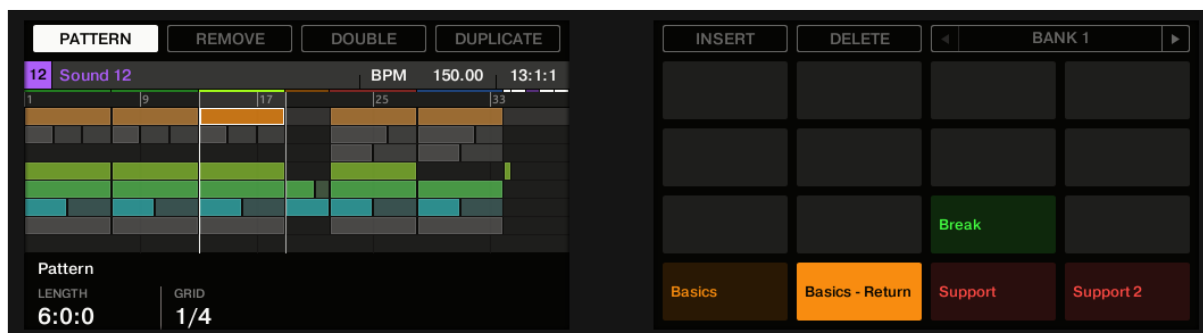 PATTERN REMOVE DOUBLE DUPLICATE
12 Sound 12 BPM 150.00 13:1:1
1 9 17 25 33
Pattern
LENGTH GRID
6:0:0 1/4
INSERT DELETE BANK 1
Break
Basics Basics - Return Support Support 2